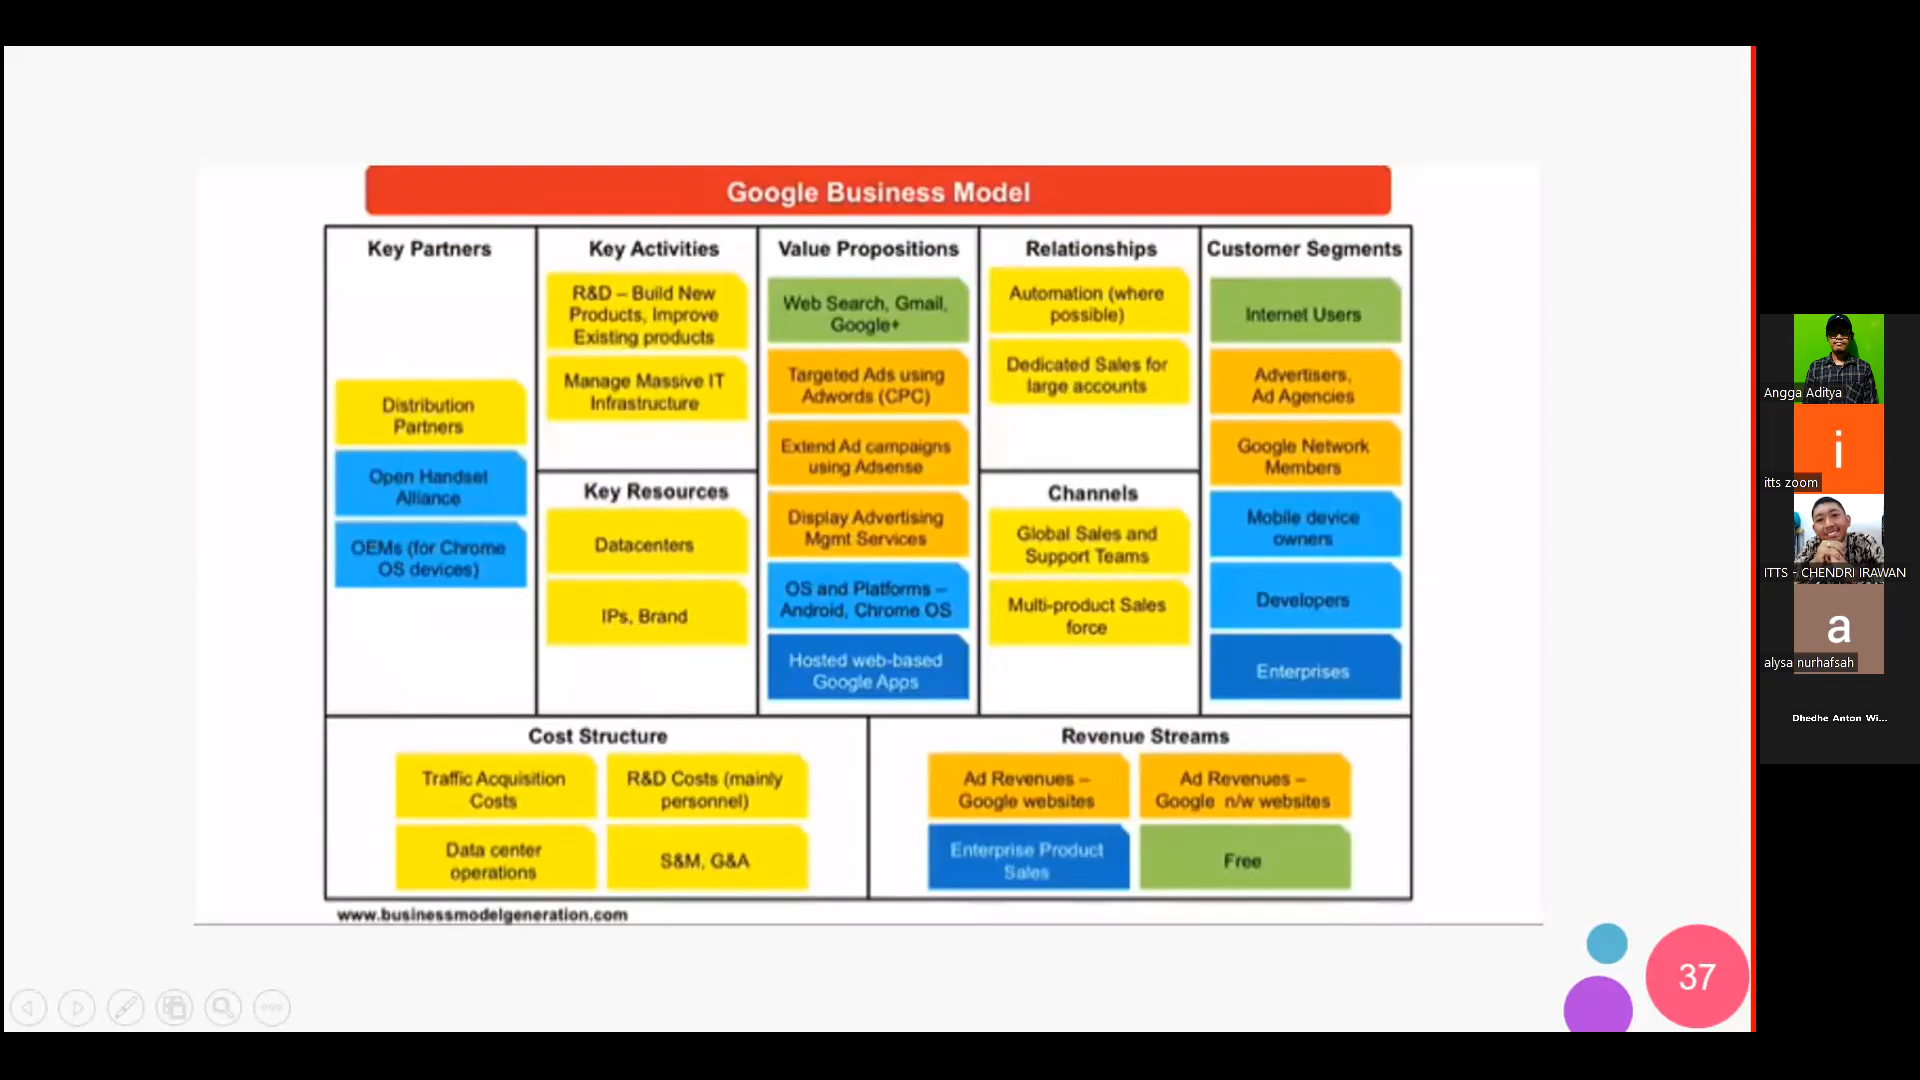 Google Business Model
Key Partners
Distribution
Partners
Open Handset
Alliance
OEMs (for Chrome
OS devices)
Key Activities
R&D – Build New
Products, Improve
Existing products
Manage Massive IT
Infrastructure
Key Resources
Datacenters
IPs, Brand
Value Propositions
Web Search, Gmail,
Google+
Targeted Ads using
Adwords (CPC)
Extend Ad campaigns
using Adsense
Display Advertising
Mgmt Services
OS and Platforms –
Android, Chrome OS
Hosted web-based
Google Apps
Relationships
Automation (where
possible)
Dedicated Sales for
large accounts
Channels
Global Sales and
Support Teams
Multi-product Sales
force
Customer Segments
Internet Users
Advertisers,
Ad Agencies
Google Network
Members
Mobile device
owners
Developers
Enterprises
Cost Structure
Traffic Acquisition
Costs
R&D Costs (mainly
personnel)
Data center
operations
S&M, G&A
Revenue Streams
Ad Revenues –
Google websites
Ad Revenues –
Google n/w websites
Enterprise Product
Sales
Free
www.businessmodelgeneration.com
37
Angga Aditya
i
itts zoom
ITTS - CHENDRI IRAWAN
a
alysa nurhafsah
Dhedhe Anton Wi...